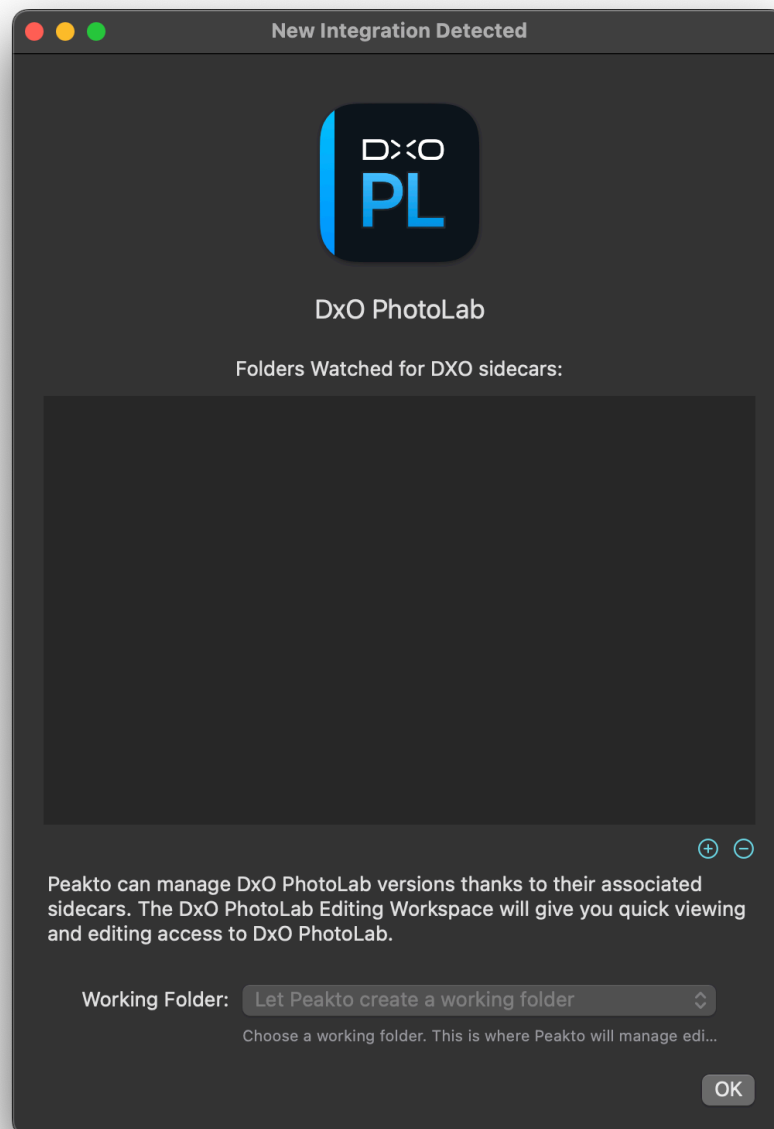 New Integration Detected
DXO
PL
DxO PhotoLab
Folders Watched for DXO sidecars:
Peakto can manage DxO PhotoLab versions thanks to their associated
sidecars. The DxO PhotoLab Editing Workspace will give you quick viewing
and editing access to DxO PhotoLab.
Working Folder: Let Peakto create a working folder
Choose a working folder. This is where Peakto will manage edi...
OK